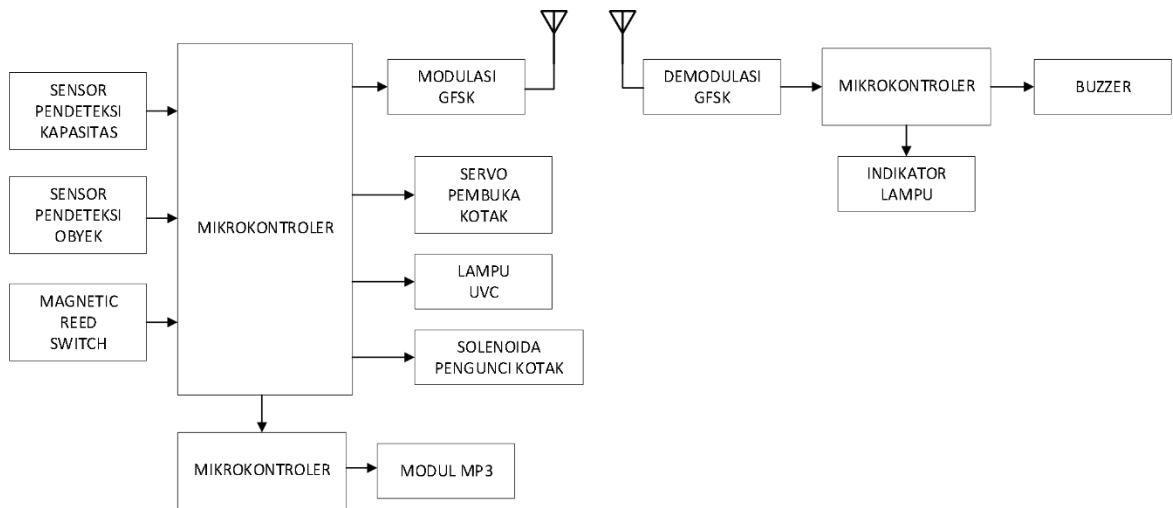 SENSOR
PENDETEKSI
KAPASITAS
SENSOR
PENDETEKSI
OBYEK
MAGNETIC
REED
SWITCH
MIKROKONTROLER
MODULASI
GFSK
SERVO
PEMBUKA
KOTAK
LAMPU
UVC
SOLENOIDA
PENGUNCI KOTAK
MIKROKONTROLER
MODUL MP3
DEMODULASI
GFSK
MIKROKONTROLER
BUZZER
INDIKATOR
LAMPU